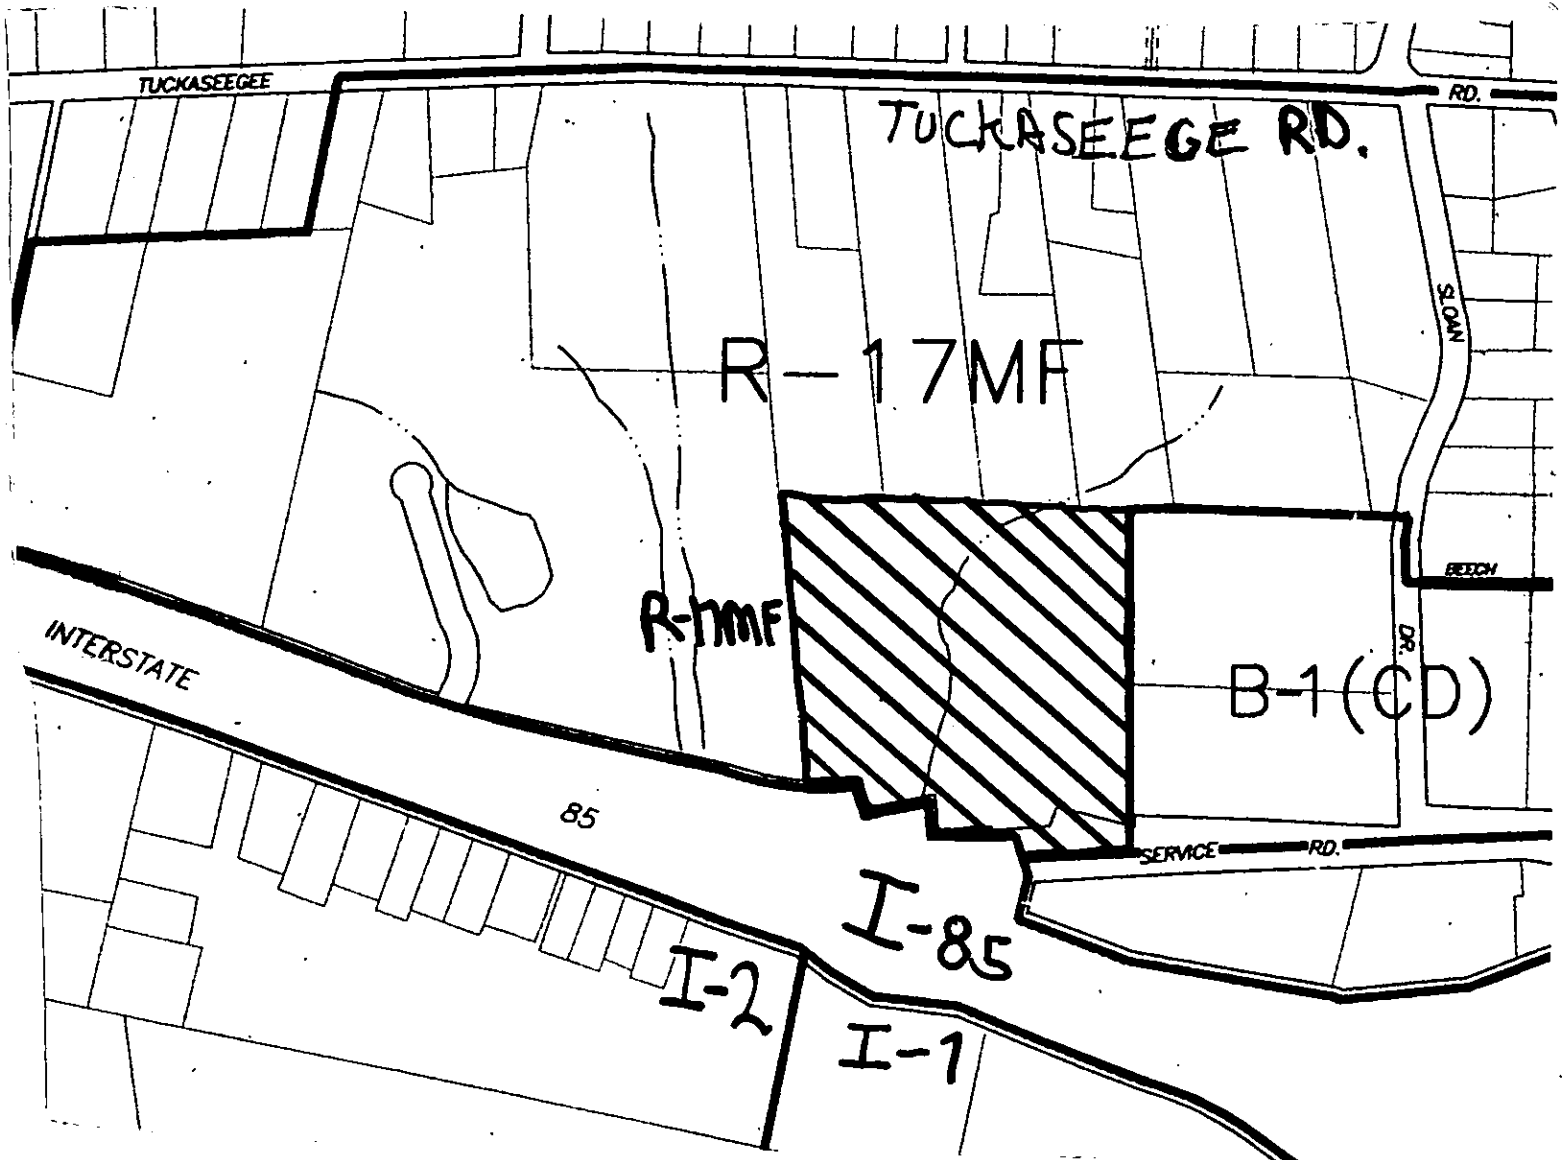 TUCKASEEGEE
RD.
TUCKASEEGE RD.
SLOAN
R-17MF
BEECH
R-17MF
DR.
INTERSTATE
B-1(CD)
85
SERVICE RD.
I-85
I-2
I-1